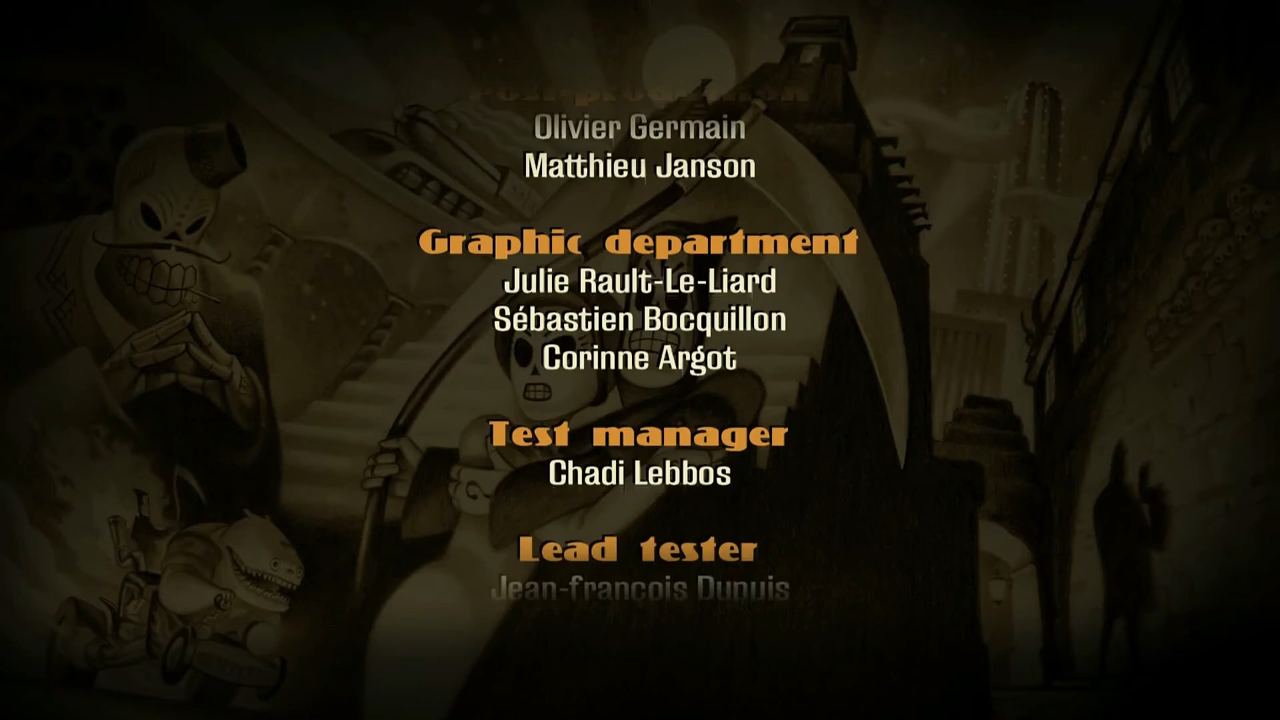 Olivier Germain
Matthieu Janson
Graphic department
Julie Rault-Le-Liard
Sébastien Bocquillon
Corinne Argot
Test manager
Chadi Lebbos
Lead tester
Jean-francois Dupuis